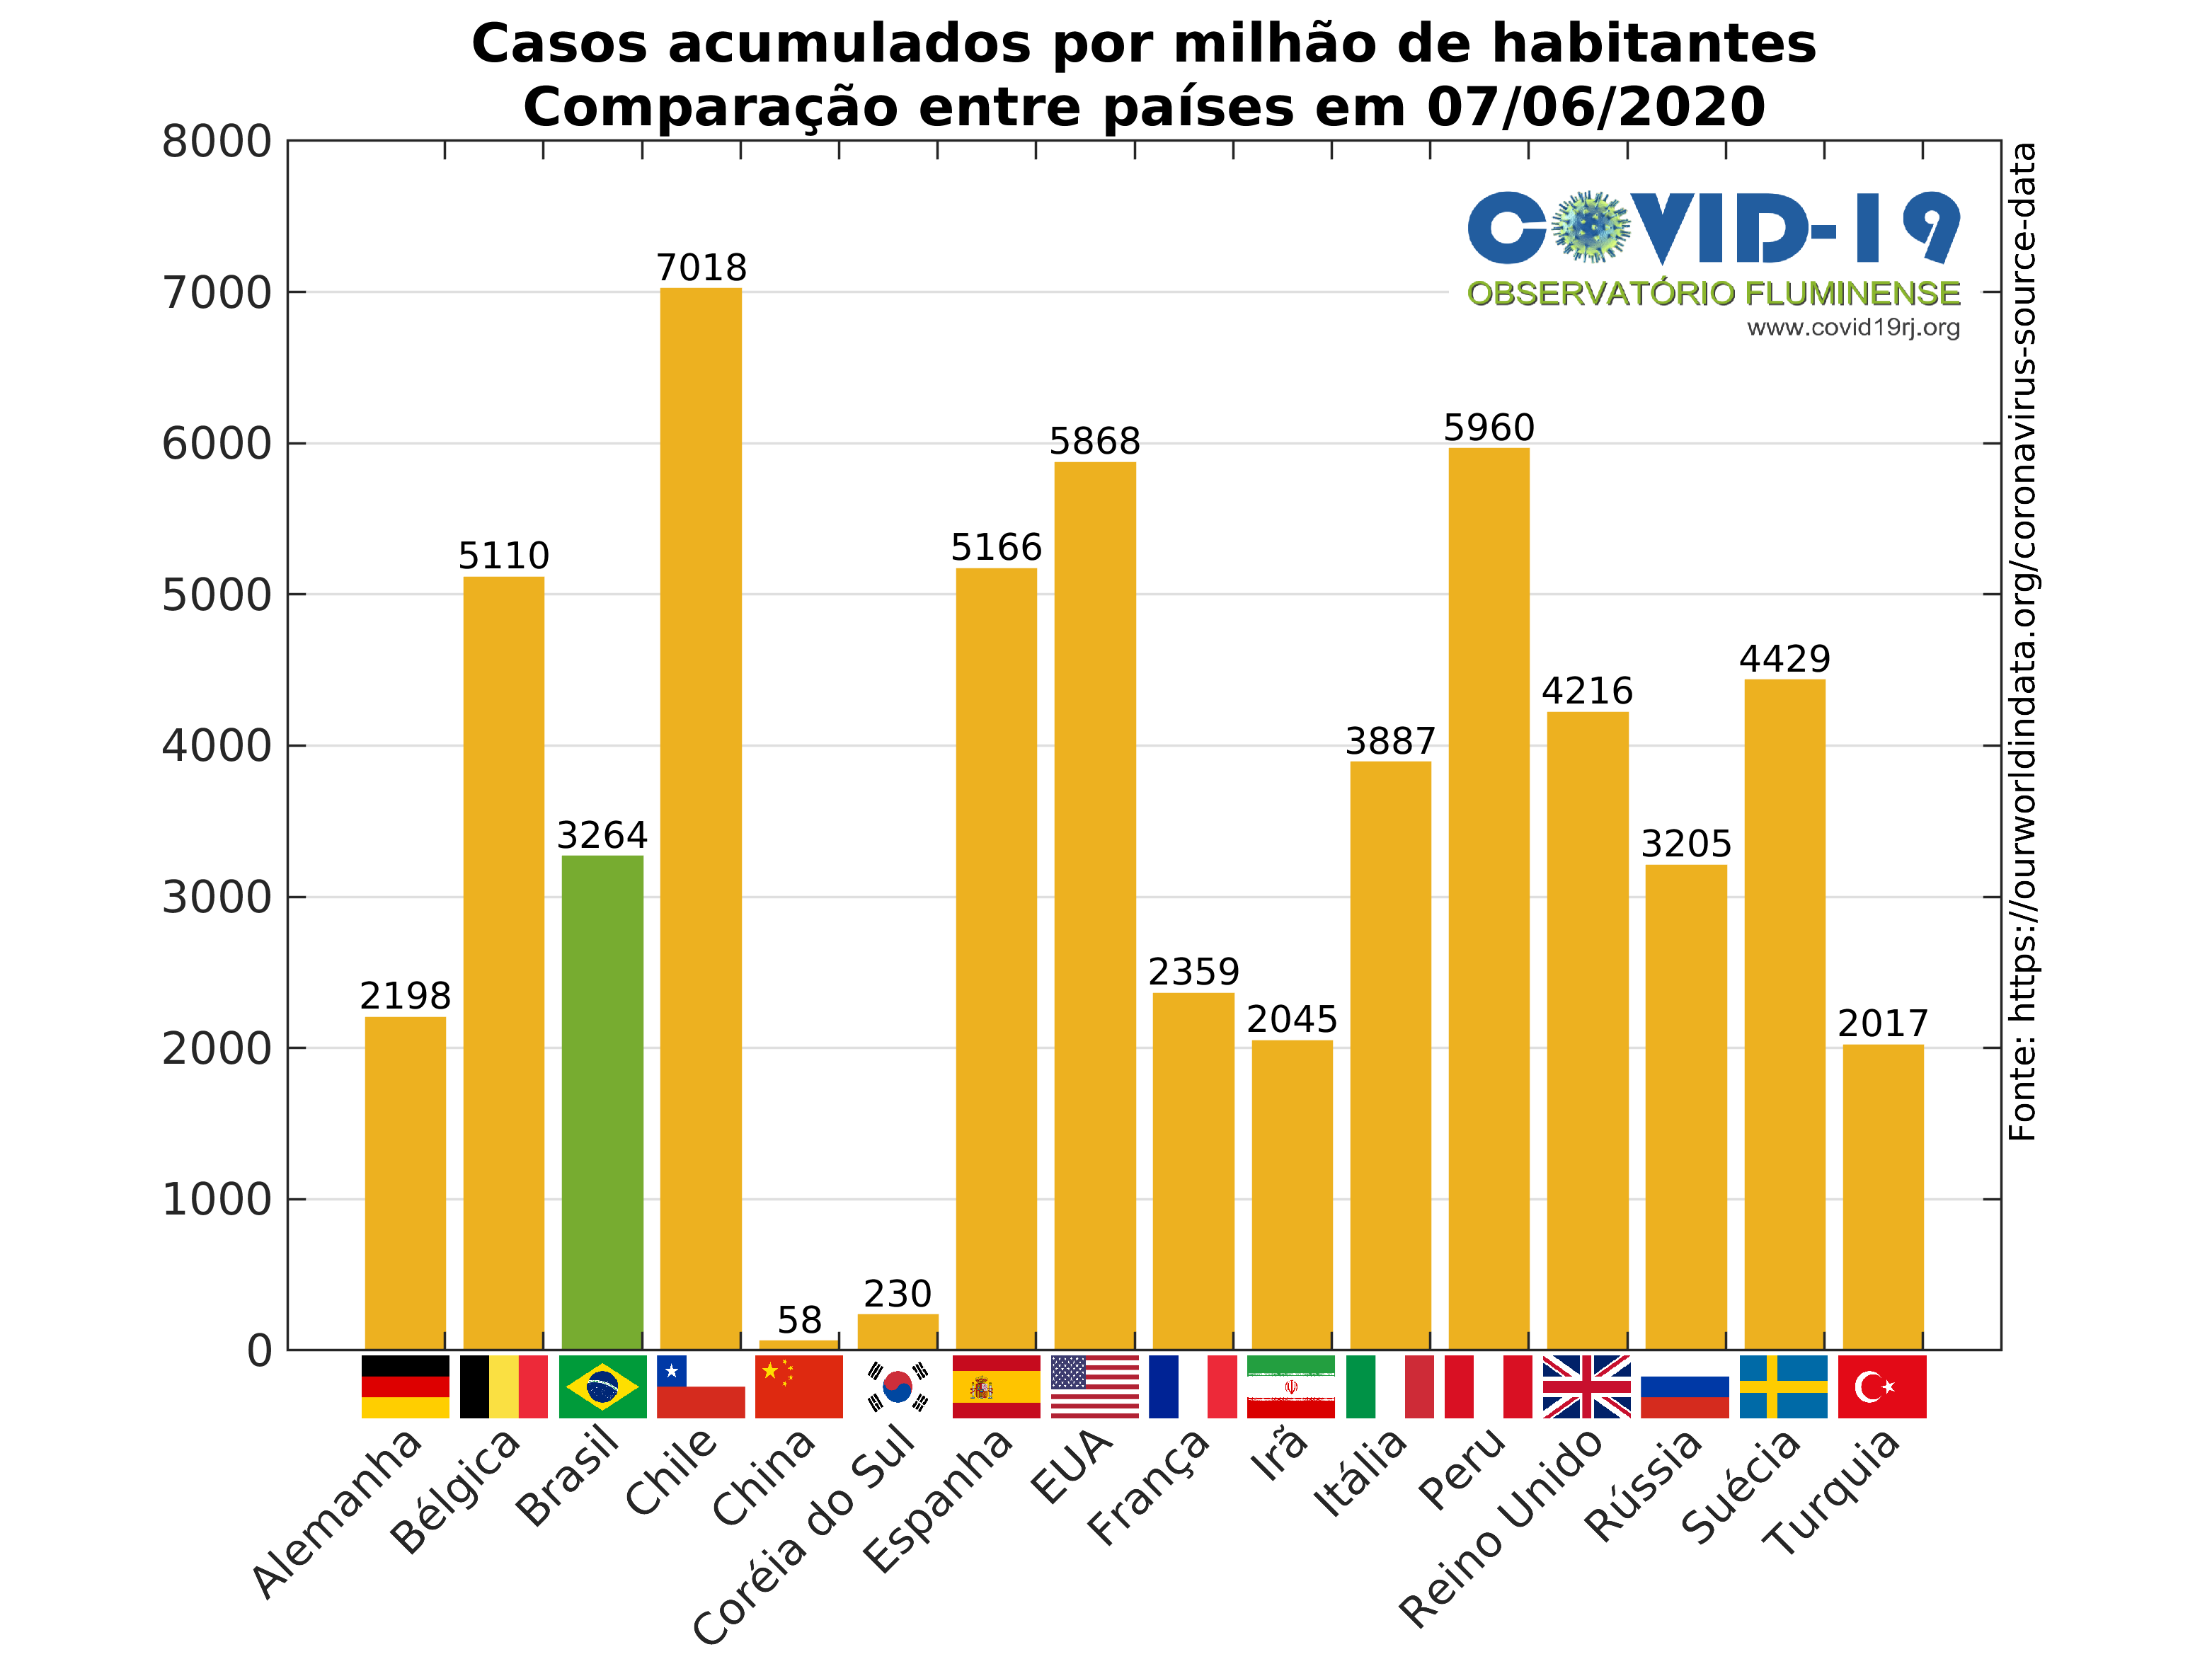 Casos acumulados por milhão de habitantes
Comparação entre países em 07/06/2020
8000
7000
6000
5000
4000
3000
2000
1000
0
COVID-19
OBSERVATÓRIO FLUMINENSE
www.covid19rj.org
2198
5110
3264
7018
58
230
5166
5868
2359
2045
3887
5960
4216
3205
4429
2017
Alemanha
Bélgica
Brasil
Chile
China
Coréia do Sul
Espanha
EUA
França
Irã
Itália
Peru
Reino Unido
Rússia
Suécia
Turquia
Fonte: https://ourworldindata.org/coronavirus-source-data